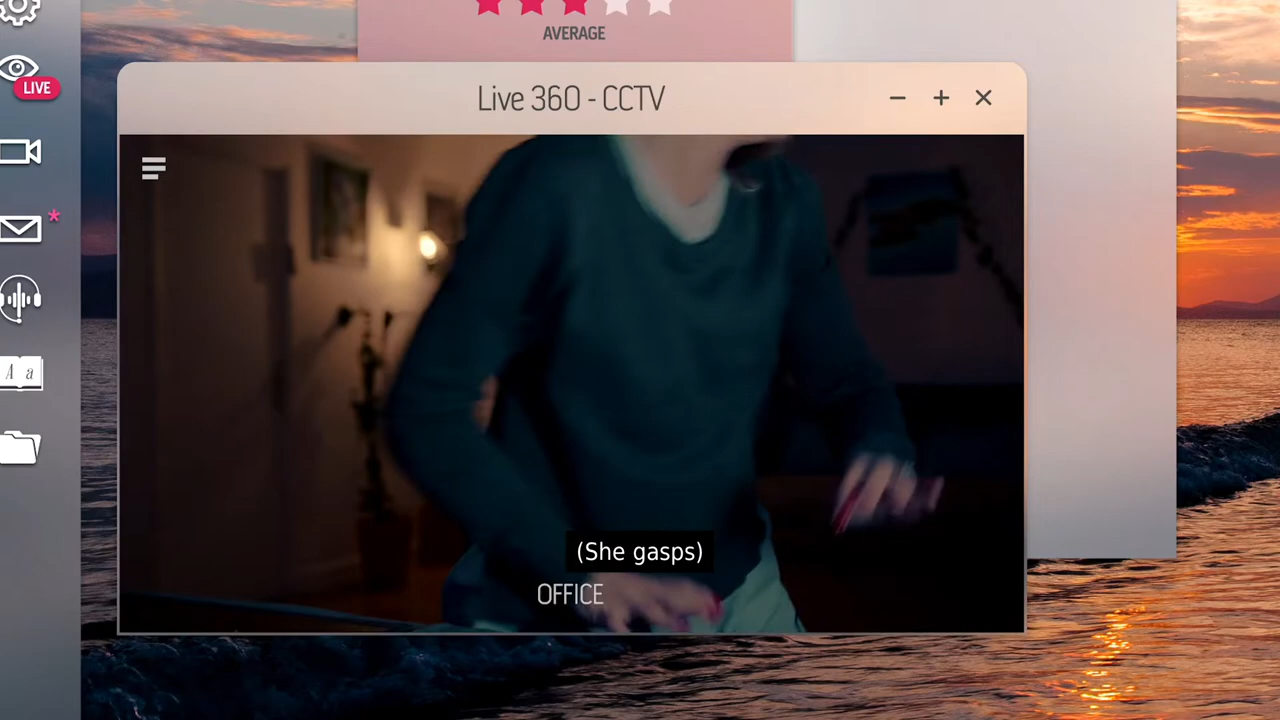 AVERAGE
Live 360 - CCTV
LIVE
A a
(She gasps)
OFFICE